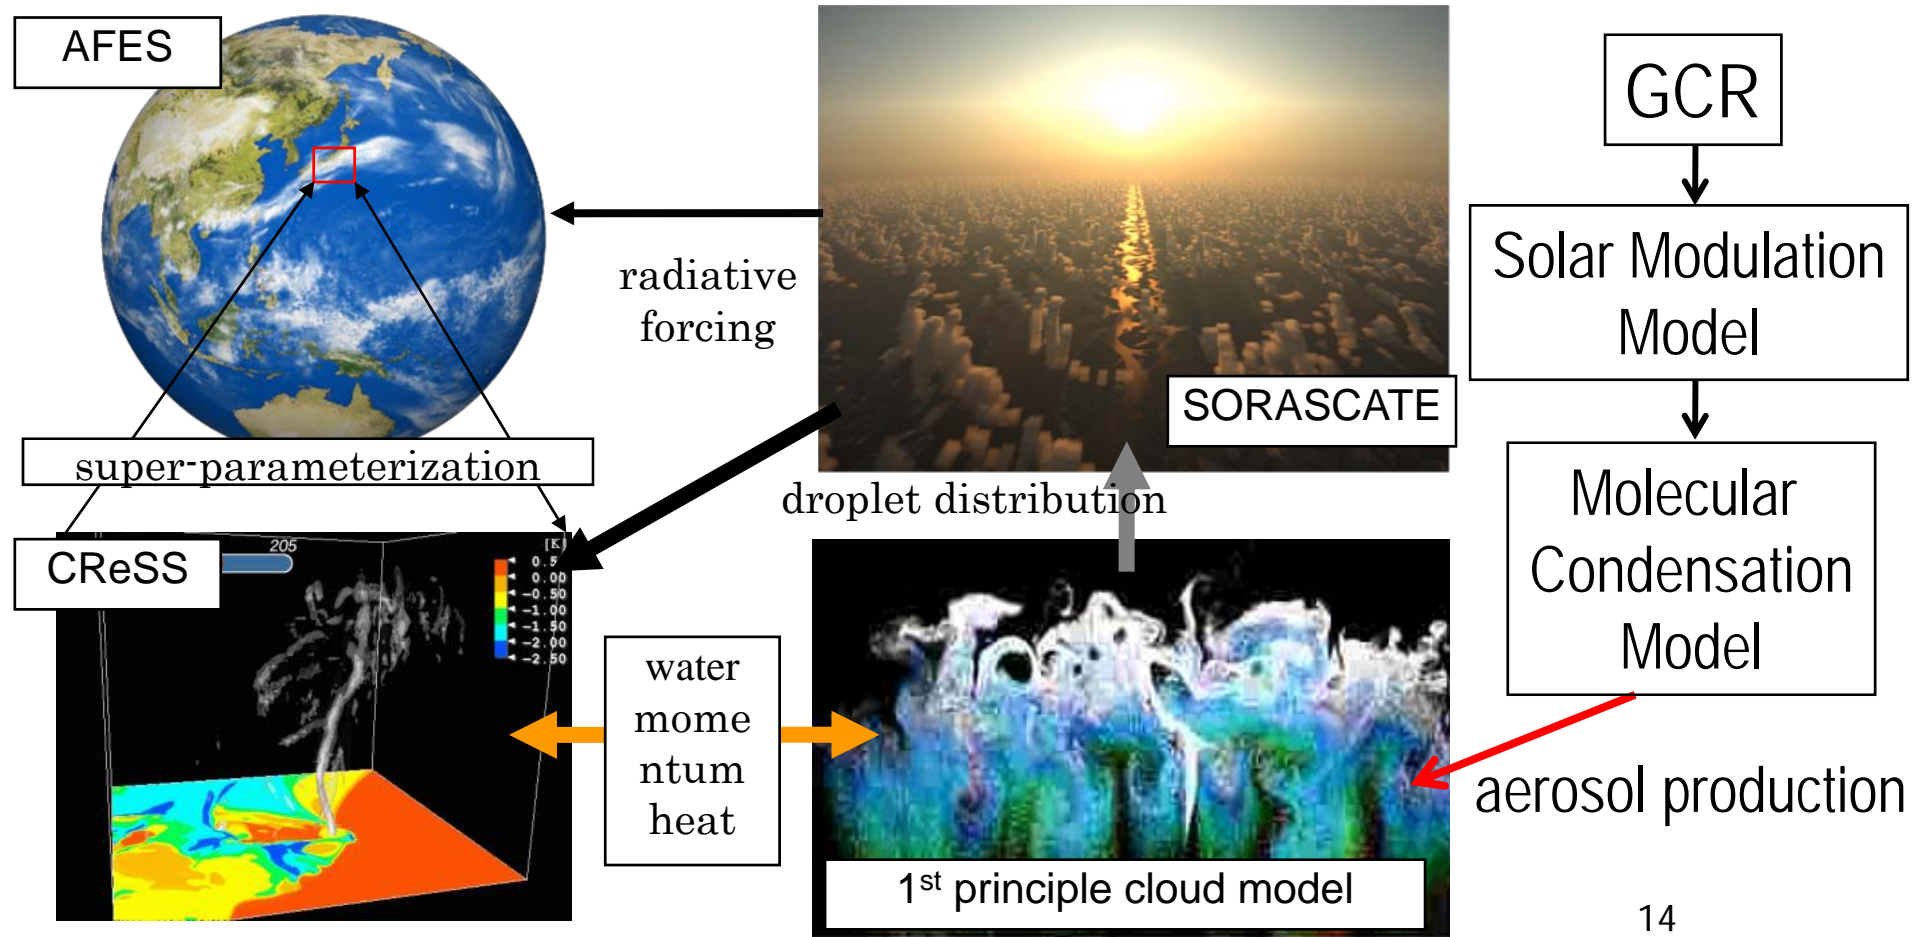 AFES
GCR
Solar Modulation
Model
radiative
forcing
SORASCATE
super-parameterization
droplet distribution
Molecular
Condensation
Model
CReSS
205
[K]
0.5
0.00
-0.50
-1.00
-1.50
-2.00
-2.50
water
mome
ntum
heat
aerosol production
1st principle cloud model
14